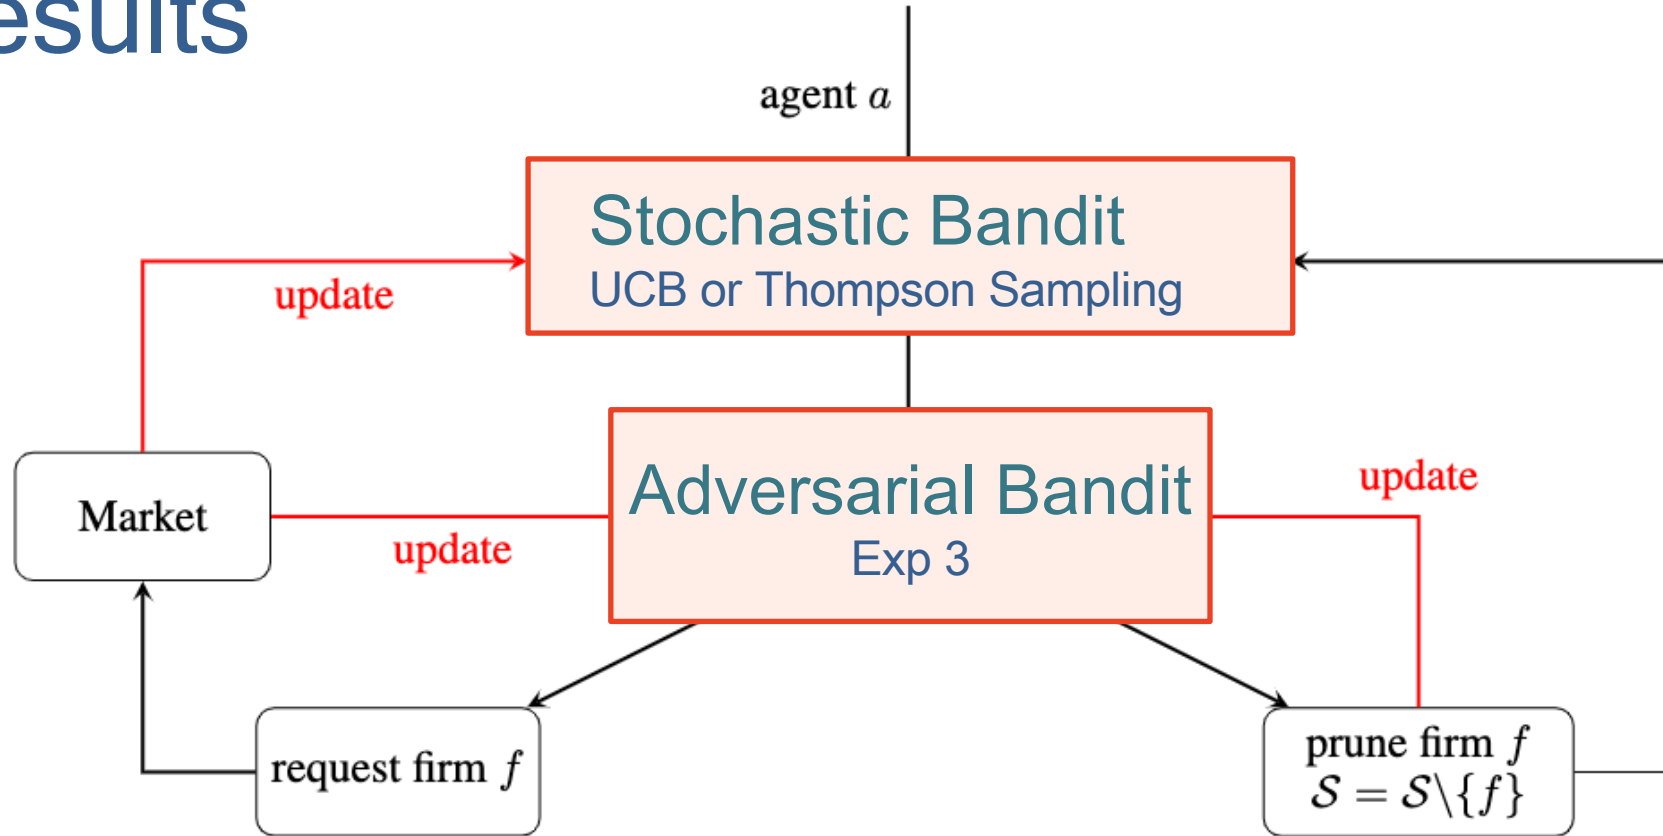 esults
agent a
Stochastic Bandit
UCB or Thompson Sampling
update
Adversarial Bandit
Exp 3
update
Market
update
request firm f
prune firm f
S = S\{f}